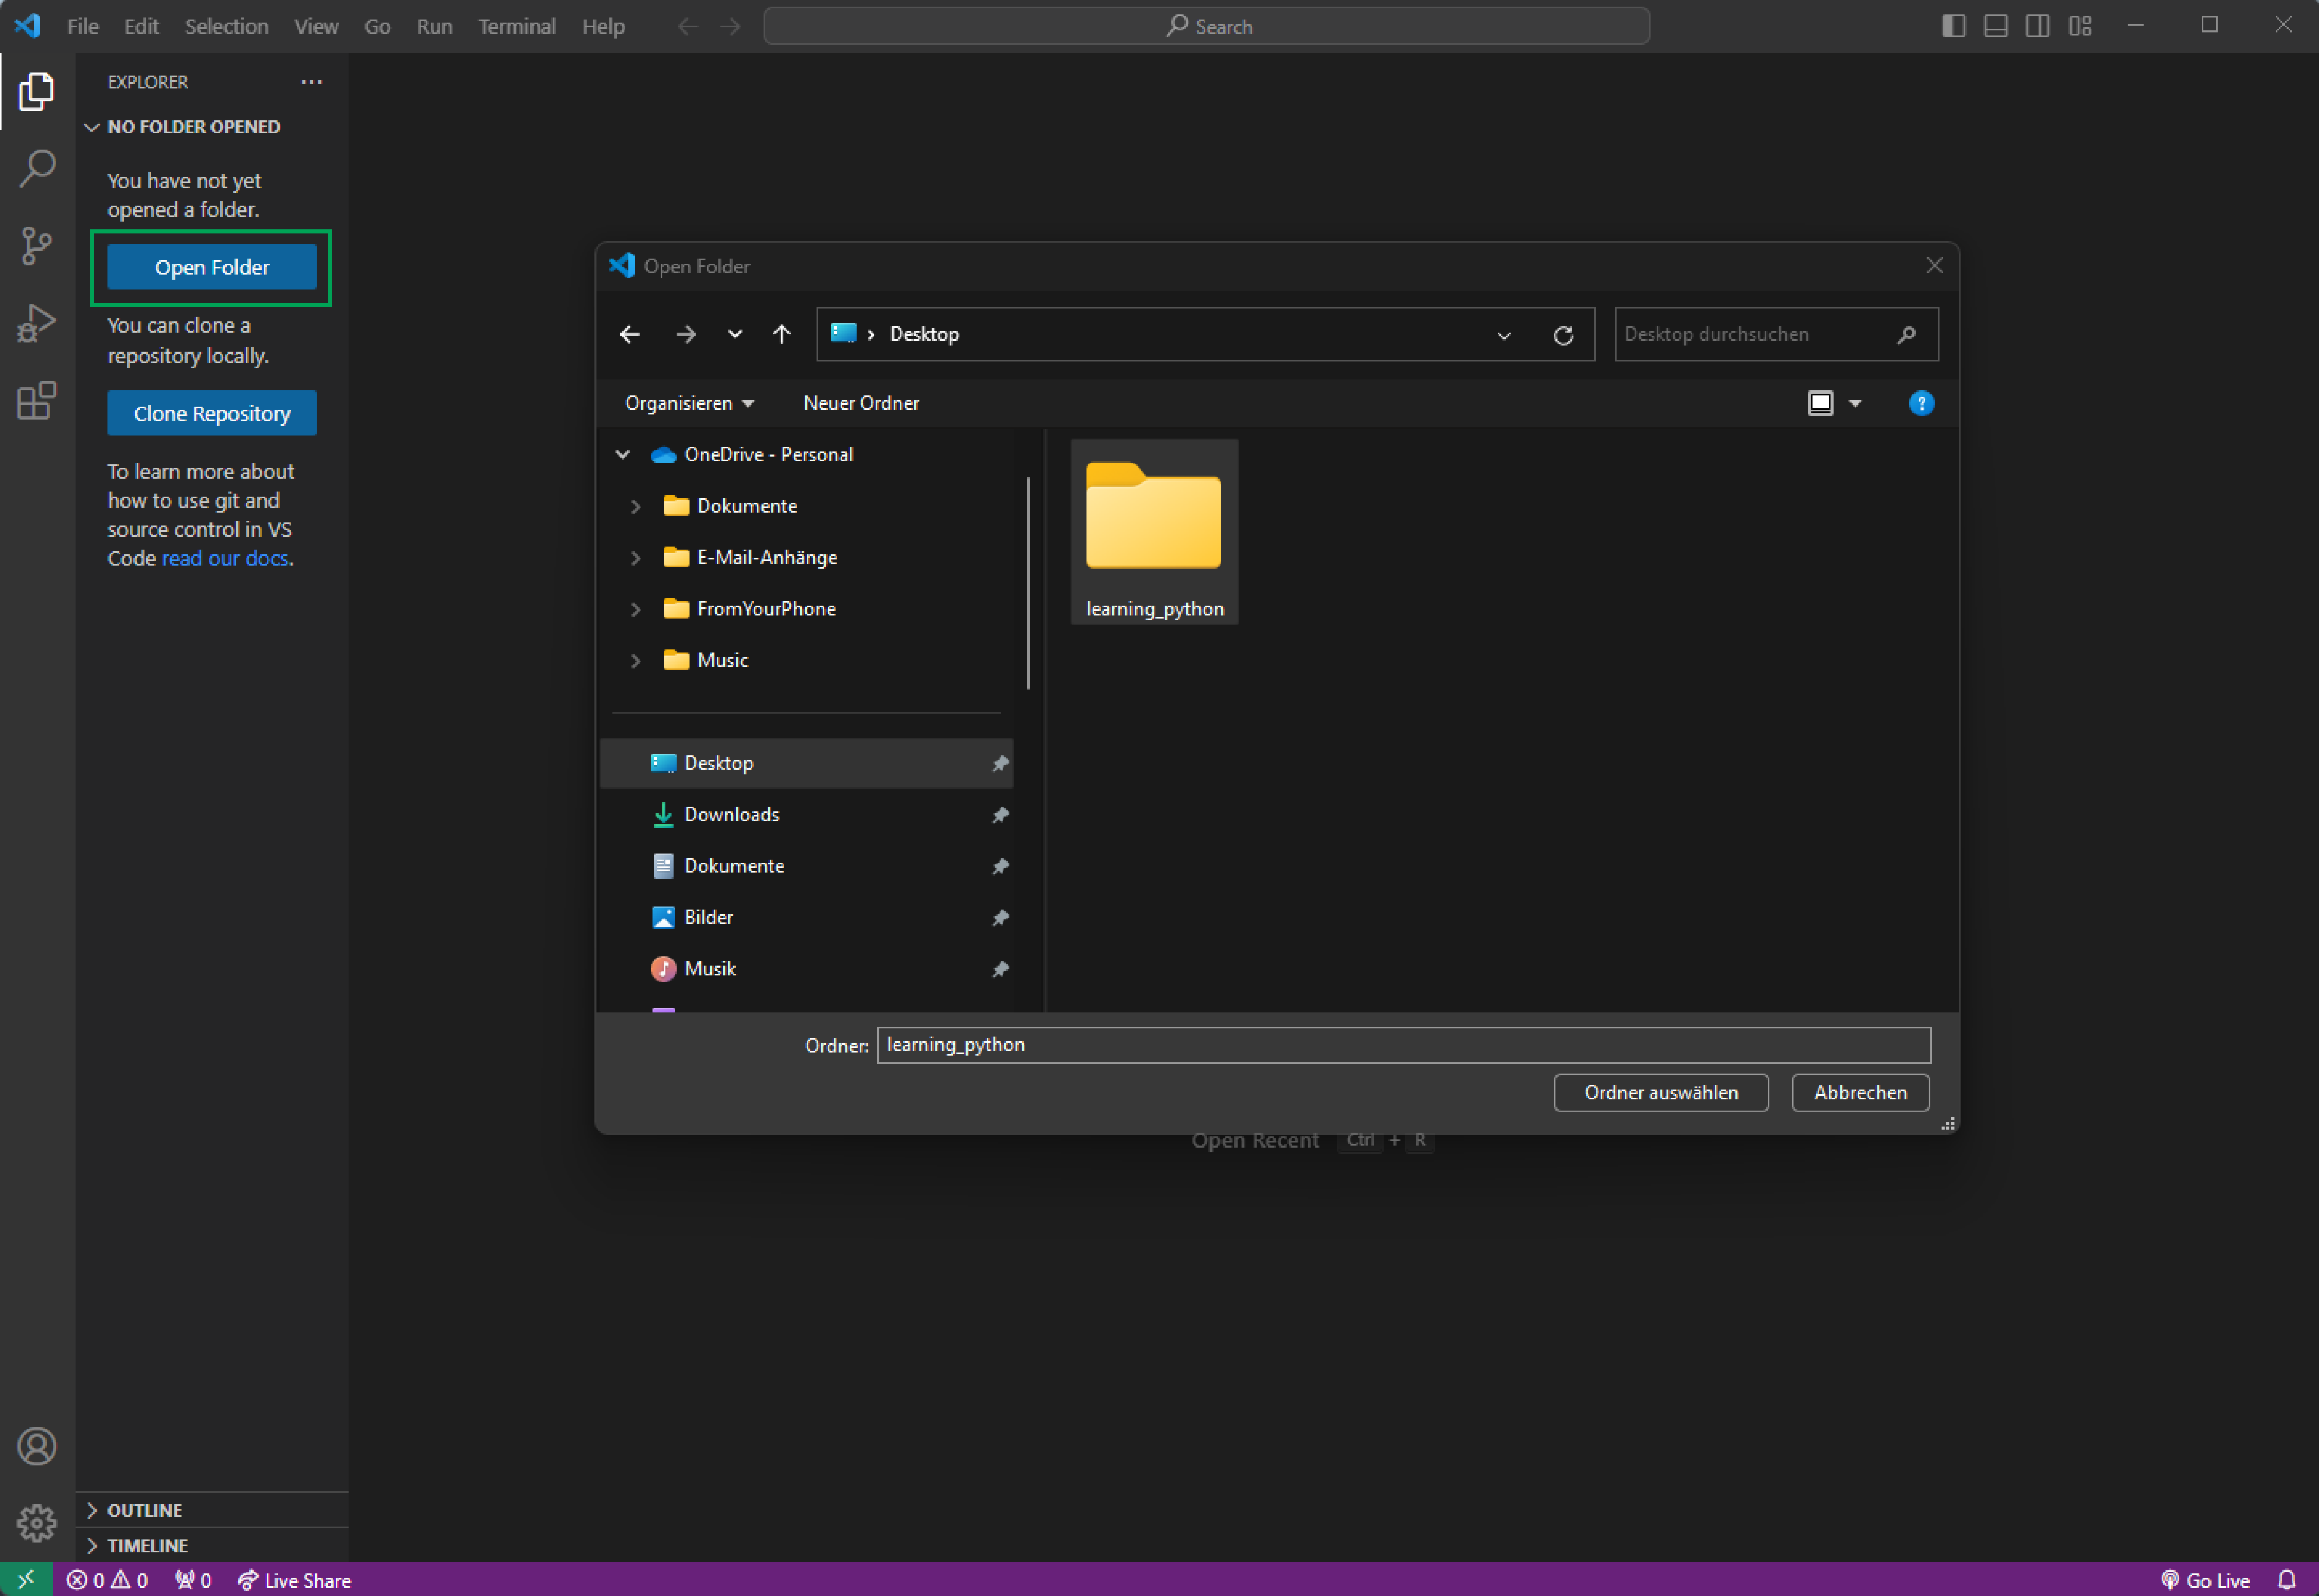 File Edit Selection View Go Run Terminal Help
Search
EXPLORER
NO FOLDER OPENED
You have not yet
opened a folder.
Open Folder
You can clone a
repository locally.
Clone Repository
To learn more about
how to use git and
source control in VS
Code read our docs.
OUTLINE
TIMELINE
Open Folder
Desktop
Desktop durchsuchen
Organisieren
Neuer Ordner
?
OneDrive - Personal
Dokumente
E-Mail-Anhänge
FromYourPhone
Music
Desktop
Downloads
Dokumente
Bilder
Musik
learning_python
Ordner: learning_python
Ordner auswählen
Abbrechen
Open Recent Ctrl + R
0 0 0 Live Share
Go Live